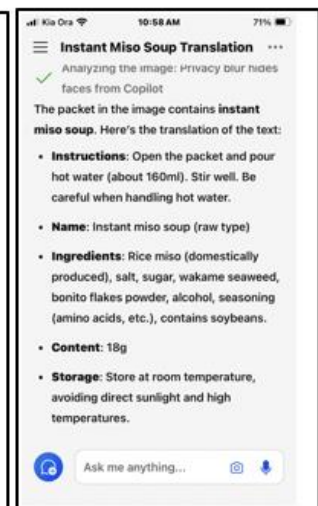 Kia Ora 10:58 AM 71%
Instant Miso Soup Translation ...
Analyzing the image: Privacy blur hides
faces from Copilot
The packet in the image contains instant
miso soup. Here's the translation of the text:
• Instructions: Open the packet and pour
hot water (about 160ml). Stir well. Be
careful when handling hot water.
• Name: Instant miso soup (raw type)
• Ingredients: Rice miso (domestically
produced), salt, sugar, wakame seaweed,
bonito flakes powder, alcohol, seasoning
(amino acids, etc.), contains soybeans.
• Content: 18g
• Storage: Store at room temperature,
avoiding direct sunlight and high
temperatures.
Ask me anything...